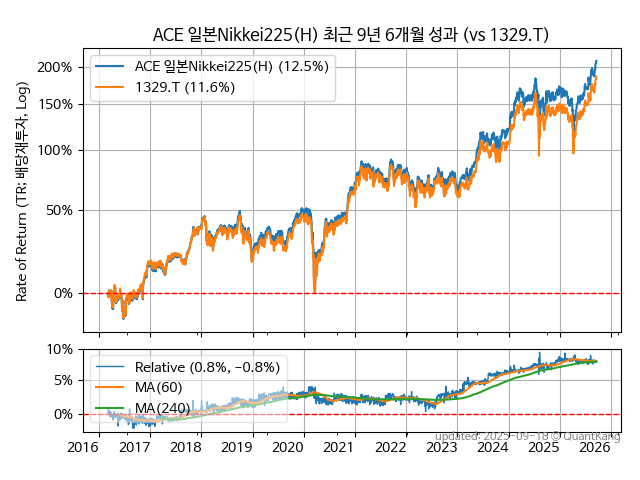 ACE 일본Nikkei225(H) 최근 9년 6개월 성과 (vs 1329.T)
Rate of Return (TR: 배당재투자, Log)
200%
150%
100%
50%
0%
ACE 일본Nikkei225(H) (12.5%)
1329.T (11.6%)
10%
5%
0%
Relative (0.8%, -0.8%)
MA(60)
MA(240)
updated: 2025-09-18 © QuantKang
2016 2017 2018 2019 2020 2021 2022 2023 2024 2025 2026